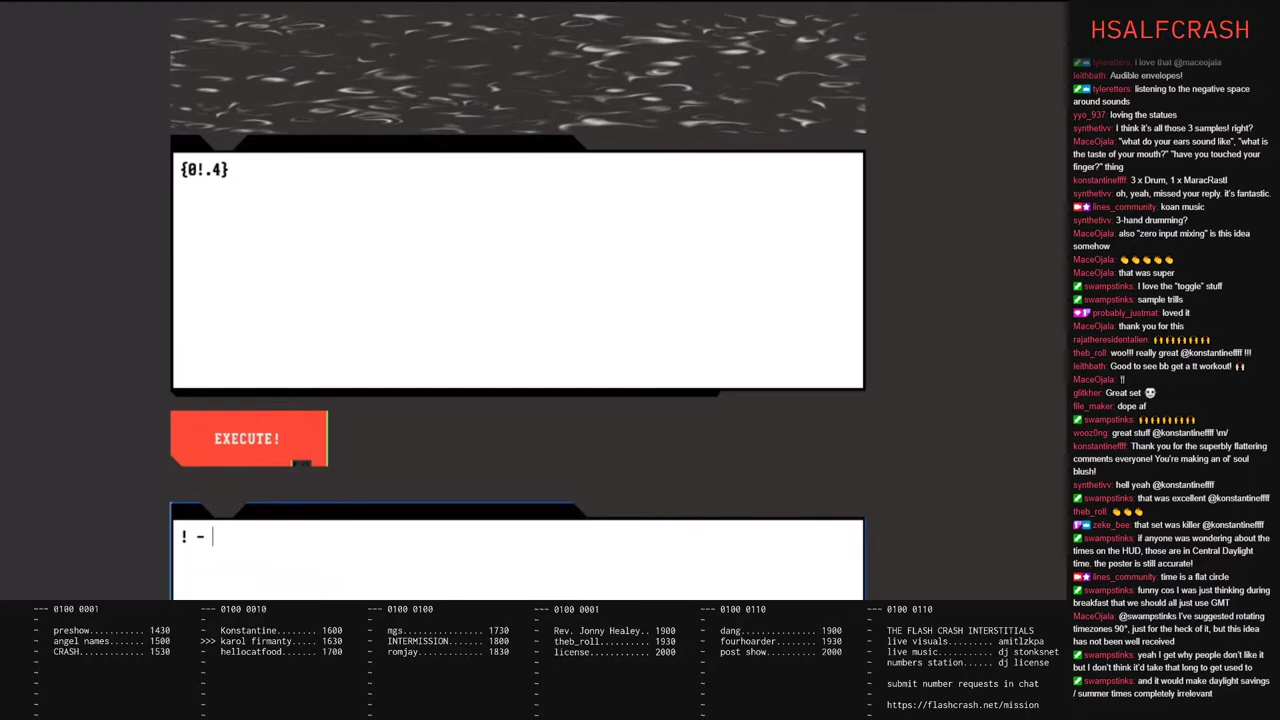 HSALFCRASH
tyleretters: i love that @maceojala
leithbath: Audible envelopes!
tyleretters: listening to the negative space
around sounds
yyo_937: loving the statues
synthetivv: I think it's all those 3 samples! right?
MaceOjala: "what do your ears sound like", "what is
the taste of your mouth?" "have you touched your
finger?" thing
konstantineffff: 3 x Drum, 1 x MaracRastl
synthetivv: oh, yeah, missed your reply. it's fantastic.
lines_community: koan music
synthetivv: 3-hand drumming?
MaceOjala: also "zero input mixing" is this idea
somehow
MaceOjala: 👏👏👏👏👏
MaceOjala: that was super
swampstinks: I love the "toggle" stuff
swampstinks: sample trills
probably_justmat: loved it
MaceOjala: thank you for this
rajatheresidentalien: 🙌🙌🙌🙌🙌🙌
theb_roll: woo!!! really great @konstantineffff !!!
leithbath: Good to see bb get a tt workout! 🙌
MaceOjala: ||
glitkher: Great set 💀
file_maker: dope af
swampstinks: 🙌🙌🙌🙌🙌🙌
wooz0ng: great stuff @konstantineffff \m/
konstantineffff: Thank you for the superbly flattering
comments everyone! You're making an ol' soul
blush!
synthetivv: hell yeah @konstantineffff
swampstinks: that was excellent @konstantineffff
theb_roll: 👏👏👏
zeke_bee: that set was killer @konstantineffff
swampstinks: if anyone was wondering about the
times on the HUD, those are in Central Daylight
time. the poster is still accurate!
lines_community: time is a flat circle
swampstinks: funny cos I was just thinking during
breakfast that we should all just use GMT
MaceOjala: @swampstinks I've suggested rotating
timezones 90°, just for the heck of it, but this idea
has not been well received
swampstinks: yeah I get why people don't like it
but I don't think it'd take that long to get used to
swampstinks: and it would make daylight savings
/ summer times completely irrelevant
{0!.4}
EXECUTE!
! -
~~~ 0100 0001
~
~ preshow.......... 1430
~ angel names...... 1500
~ CRASH............ 1530
~
~
~
~
~
~~~ 0100 0010
~
~ Konstantine...... 1600
>>> karol firmanty... 1630
~ hellocatfood..... 1700
~
~
~
~
~
~~~ 0100 0100
~
~ mgs.............. 1730
~ INTERMISSION..... 1800
~ romjay........... 1830
~
~
~
~
~
~~~ 0100 0001
~
~ Rev. Jonny Healey.. 1900
~ theb_roll........ 1930
~ license.......... 2000
~
~
~
~
~
~~~ 0100 0110
~
~ dang............. 1900
~ fourhoarder...... 1930
~ post show........ 2000
~
~
~
~
~
~~~ 0100 0110
~
~ THE FLASH CRASH INTERSTITIALS
~ live visuals..... amitlzkpa
~ live music....... dj stonksnet
~ numbers station.. dj license
~
~ submit number requests in chat
~
~ https://flashcrash.net/mission
~